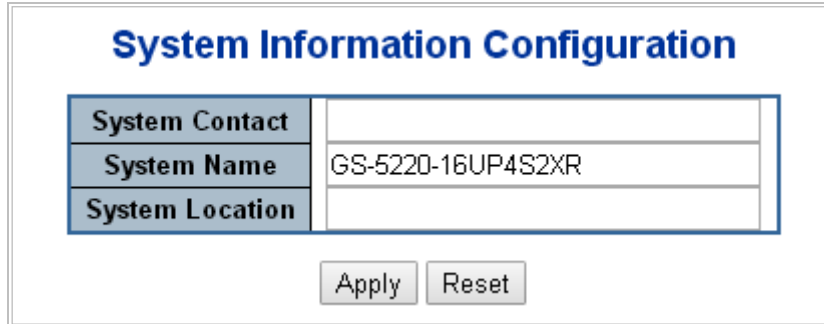 System Information Configuration
System Contact
System Name GS-5220-16UP4S2XR
System Location
Apply Reset